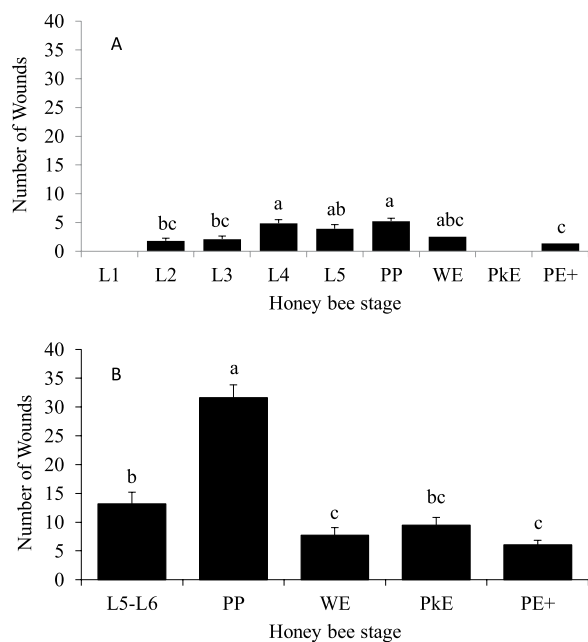 40
A
35
30
25
20
15
10
5
0
Number of Wounds
bc bc a ab a abc c
L1 L2 L3 L4 L5 PP WE PkE PE+
Honey bee stage
40
B
35
30
25
20
15
10
5
0
Number of Wounds
b a c bc c
L5-L6 PP WE PkE PE+
Honey bee stage